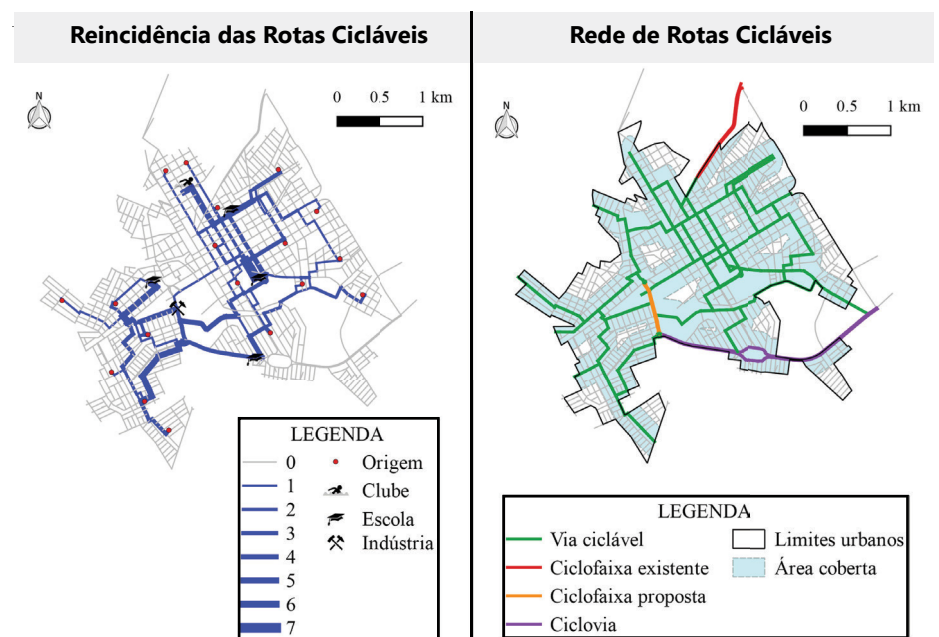 Reincidência das Rotas Cicláveis
N
0 0.5 1 km
LEGENDA
0
1
2
3
4
5
6
7
Origem
Clube
Escola
Indústria
Rede de Rotas Cicláveis
N
0 0.5 1 km
LEGENDA
Via ciclável
Ciclofaixa existente
Ciclofaixa proposta
Ciclovia
Limites urbanos
Área coberta